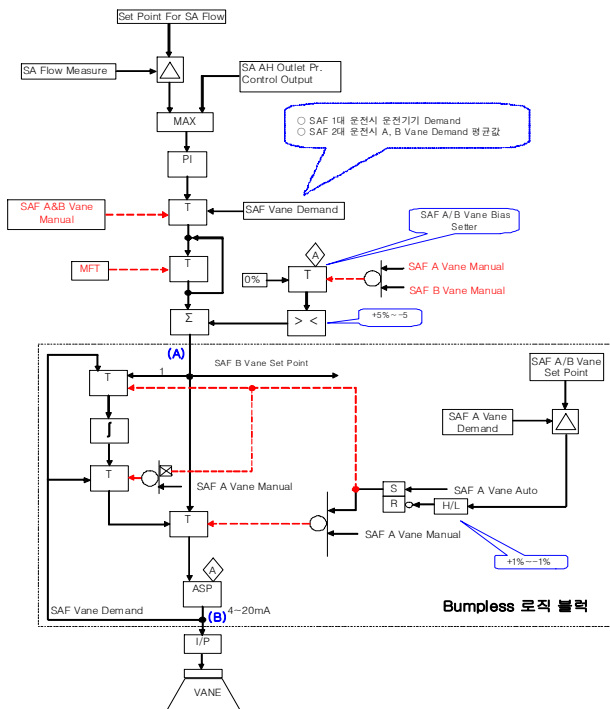 Set Point For SA Flow
SA Flow Measure
SA AH Outlet Pr.
Control Output
MAX
○ SAF 1대 운전시 운전기기 Demand
○ SAF 2대 운전시 A, B Vane Demand 평균값
PI
SAF A&B Vane
Manual
T
SAF Vane Demand
SAF A/B Vane Bias
Setter
A
MFT
T
0%
T
SAF A Vane Manual
SAF B Vane Manual
Σ
> <
+5%~-5
(A)
1
SAF B Vane Set Point
SAF A/B Vane
Set Point
T
SAF A Vane
Demand
∫
T
SAF A Vane Manual
S
R
SAF A Vane Auto
H/L
T
SAF A Vane Manual
+1%~-1%
A
ASP
SAF Vane Demand
(B)
4~20mA
Bumpless 로직 블럭
I/P
VANE